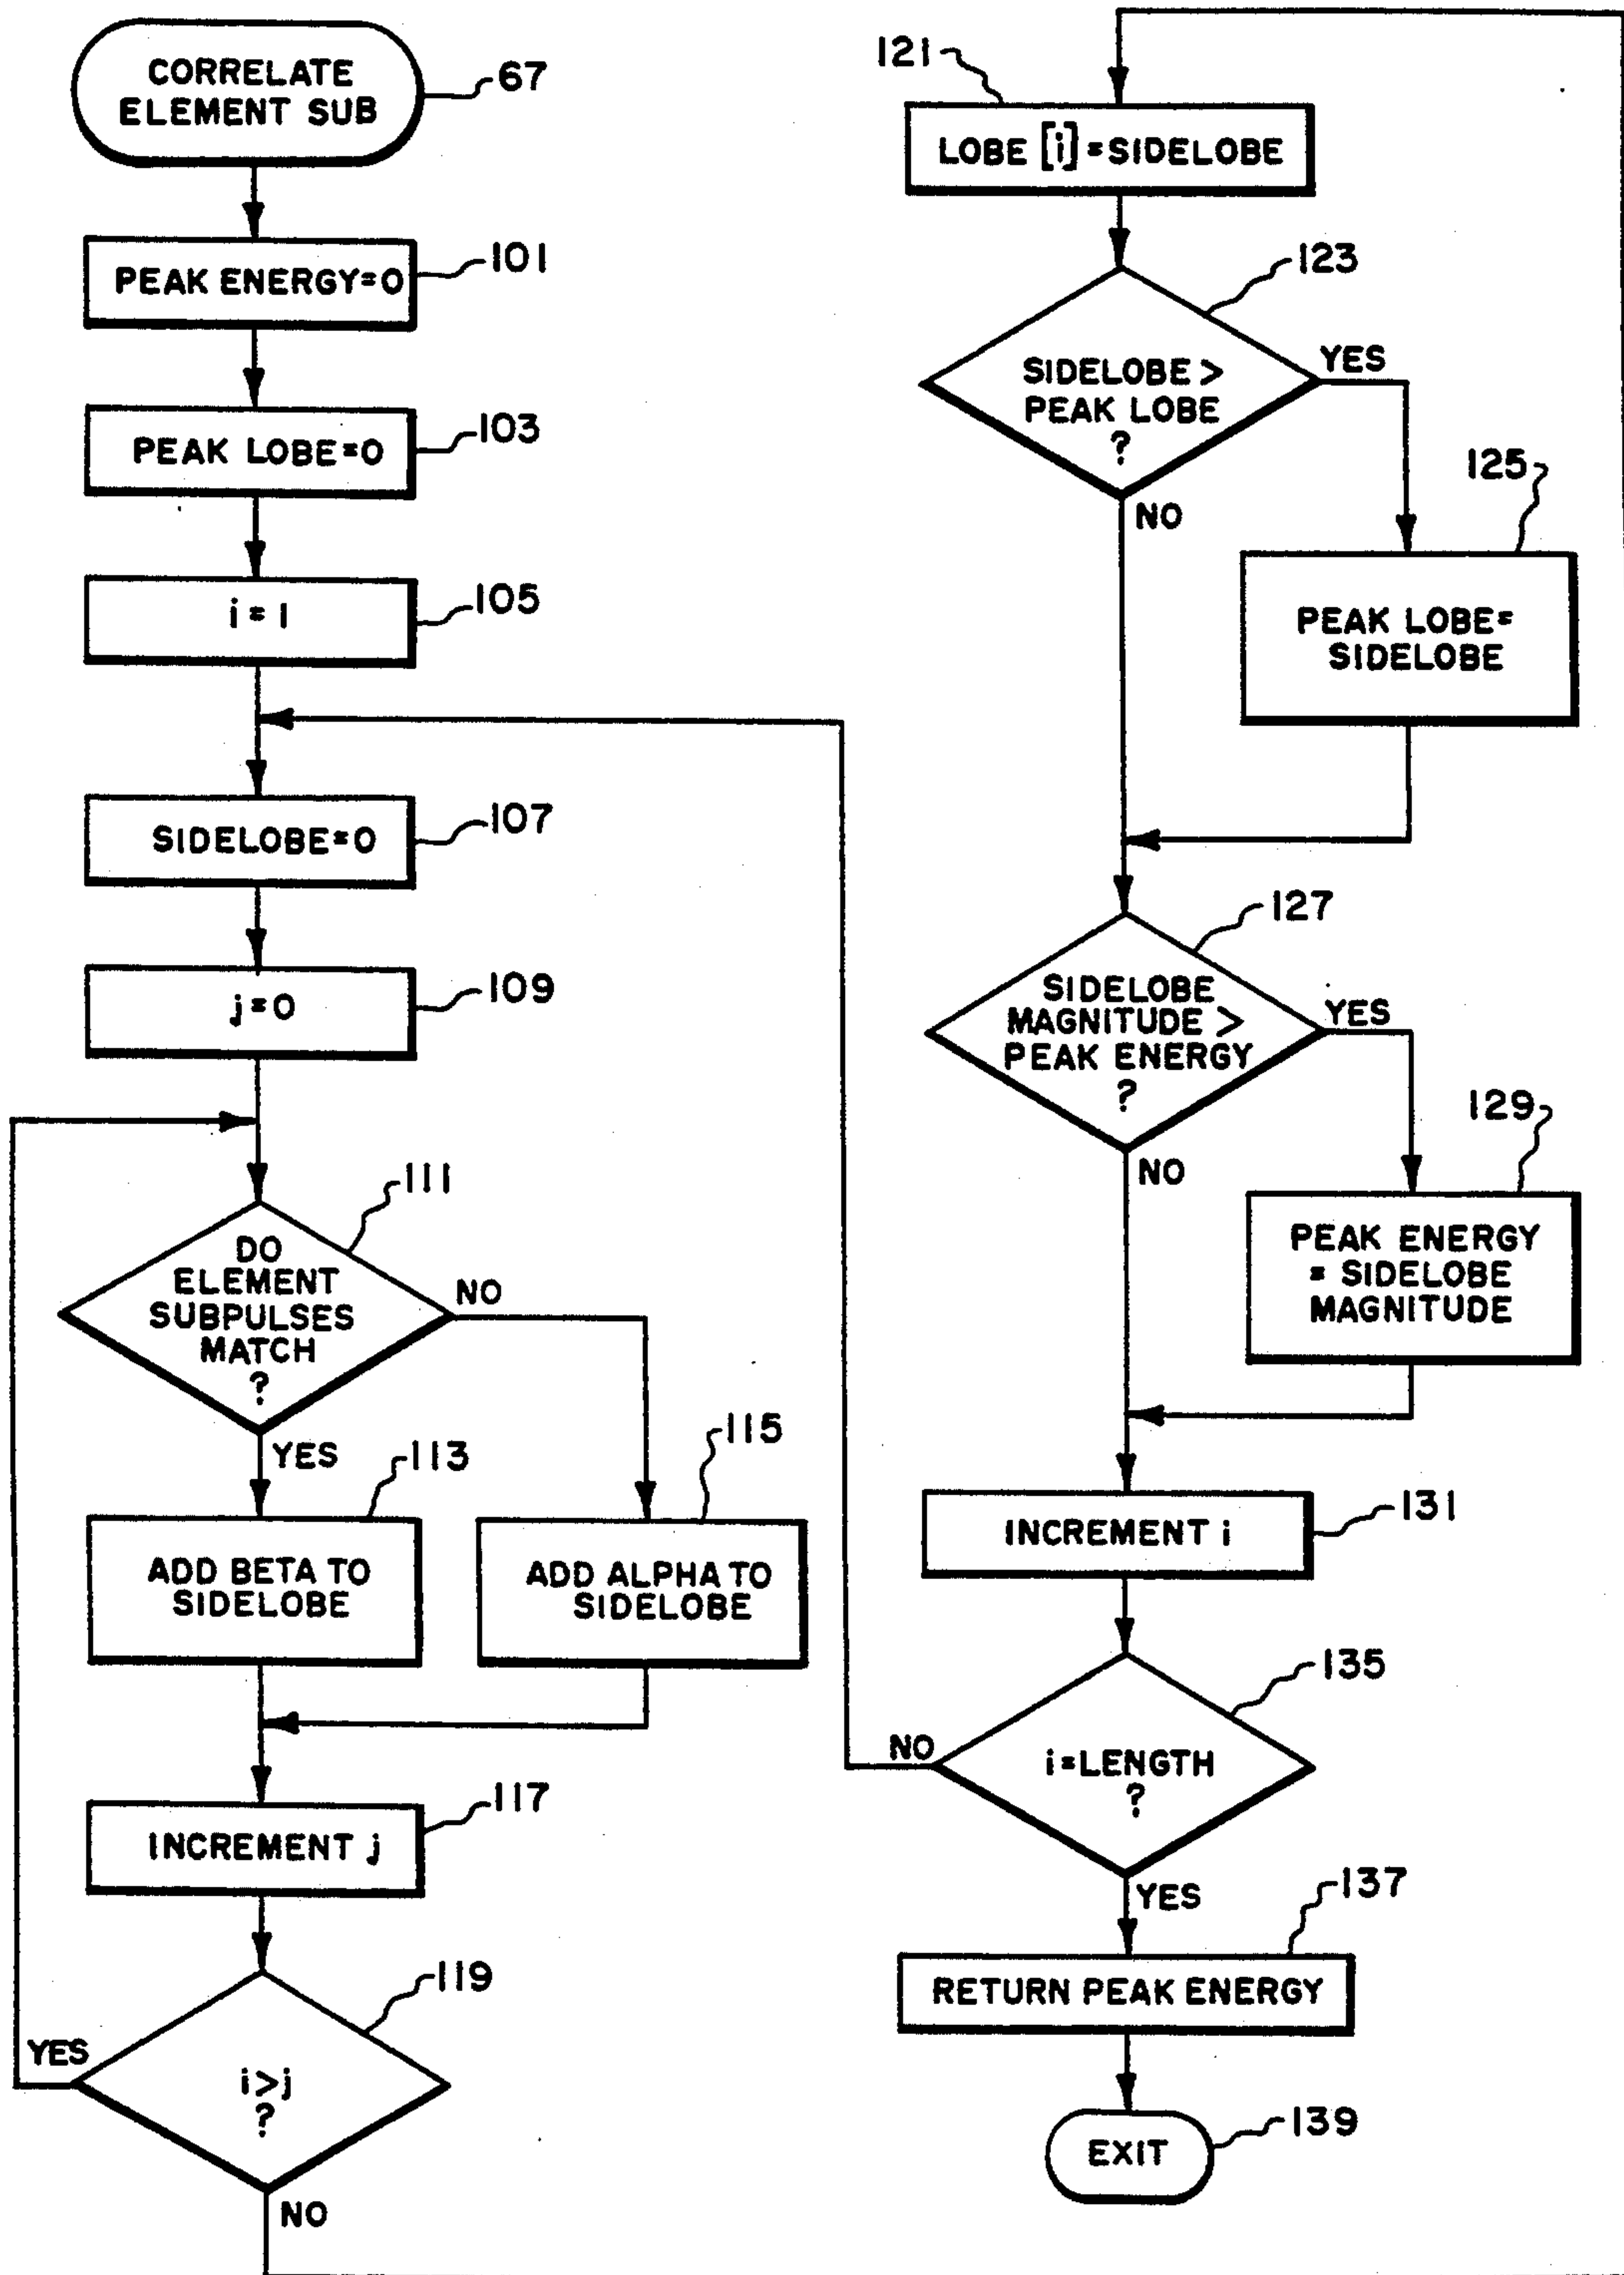 CORRELATE
ELEMENT SUB
67
PEAK ENERGY=0
101
PEAK LOBE=0
103
i = 1
105
SIDELOBE=0
107
j=0
109
DO
ELEMENT
SUBPULSES
MATCH
?
111
NO
YES
ADD BETA TO
SIDELOBE
113
ADD ALPHA TO
SIDELOBE
115
INCREMENT j
117
i>j
?
119
YES
NO
121
LOBE [i]=SIDELOBE
SIDELOBE >
PEAK LOBE
?
123
YES
NO
125
PEAK LOBE=
SIDELOBE
SIDELOBE
MAGNITUDE >
PEAK ENERGY
?
127
YES
NO
129
PEAK ENERGY
= SIDELOBE
MAGNITUDE
INCREMENT i
131
i=LENGTH
?
135
NO
YES
RETURN PEAK ENERGY
137
EXIT
139